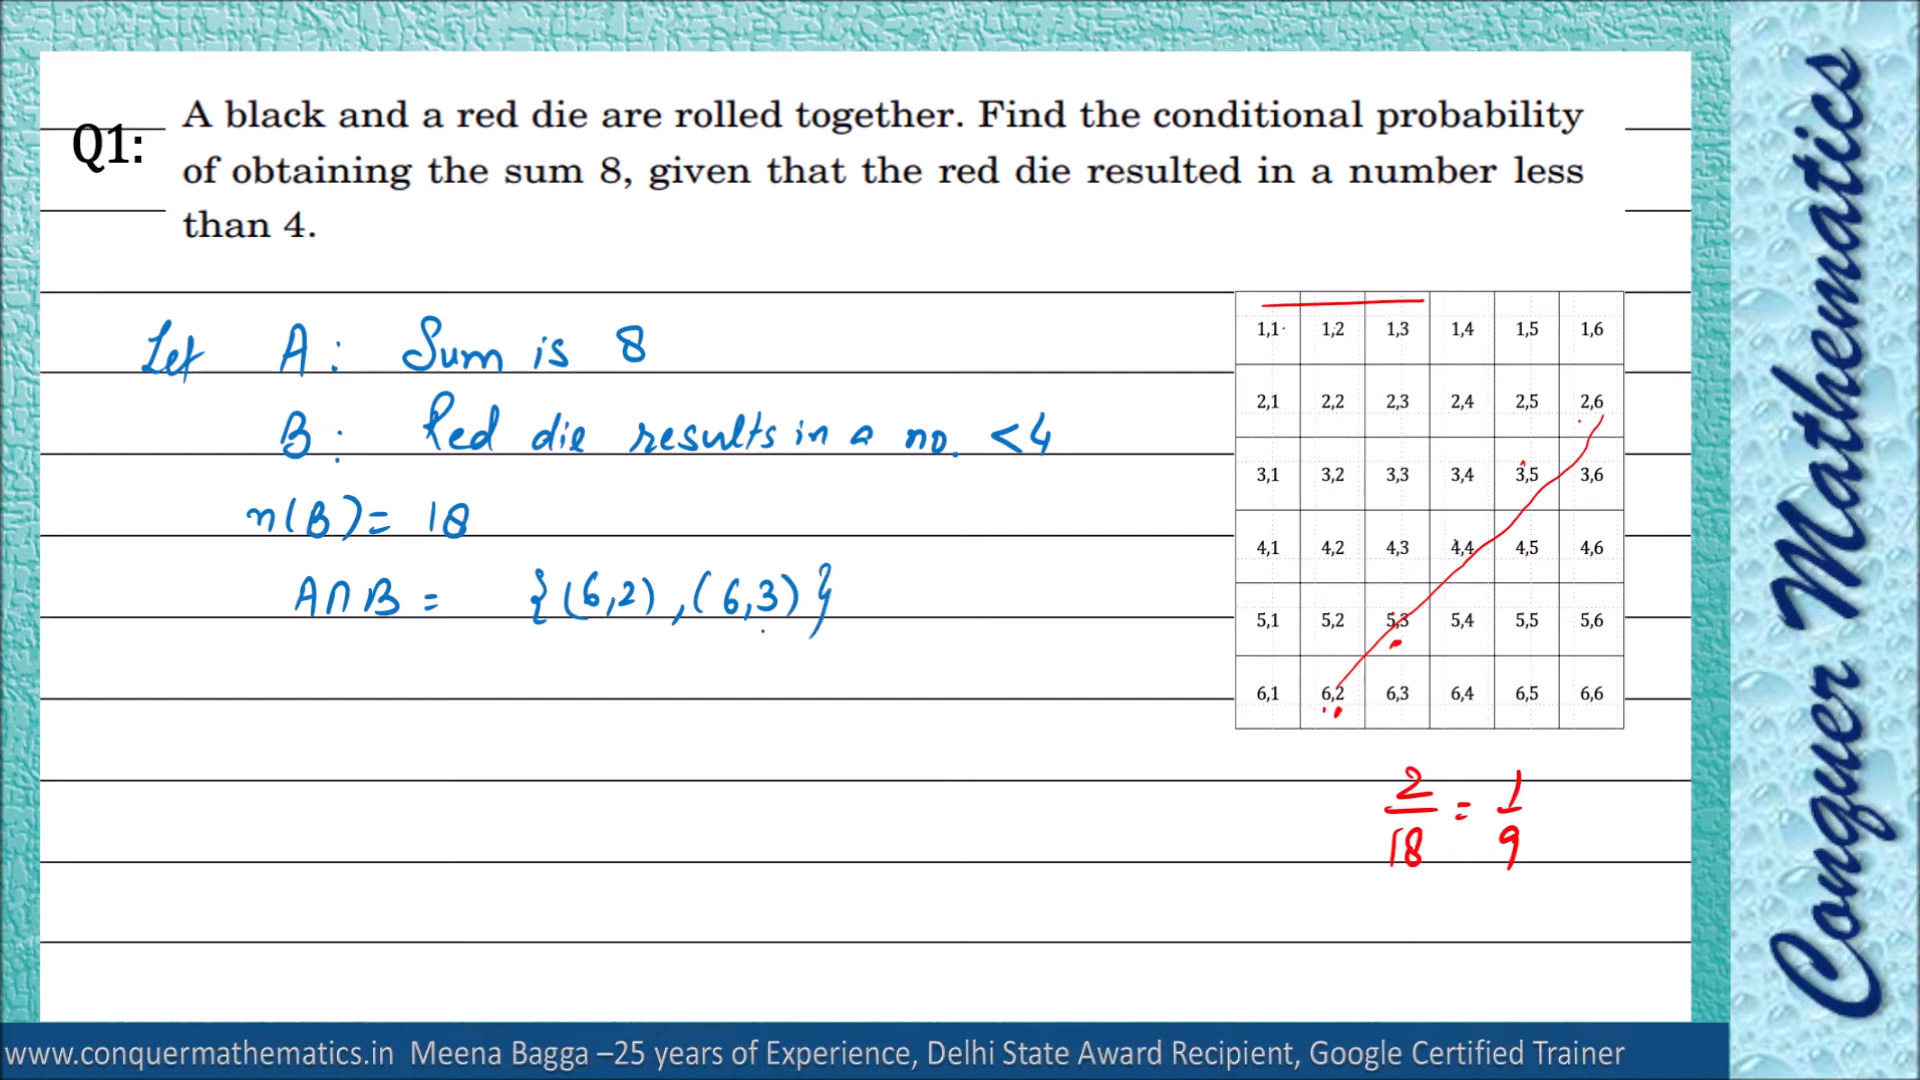 Q1:
A black and a red die are rolled together. Find the conditional probability
of obtaining the sum 8, given that the red die resulted in a number less
than 4.
Let A: Sum is 8
B: Red die results in a no. <4
n(B) = 18
A∩B = {(6,2), (6,3)}
1,1 1,2 1,3 1,4 1,5 1,6
2,1 2,2 2,3 2,4 2,5 2,6
3,1 3,2 3,3 3,4 3,5 3,6
4,1 4,2 4,3 4,4 4,5 4,6
5,1 5,2 5,3 5,4 5,5 5,6
6,1 6,2 6,3 6,4 6,5 6,6
2/18 = 1/9
Conquer Mathematics
www.conquermathematics.in Meena Bagga –25 years of Experience, Delhi State Award Recipient, Google Certified Trainer